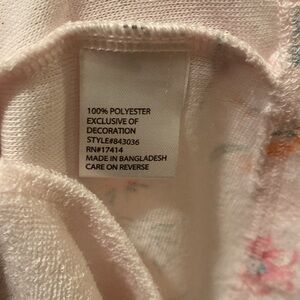 100% POLYESTER
EXCLUSIVE OF
DECORATION
STYLE#843036
RN#17414
MADE IN BANGLADESH
CARE ON REVERSE